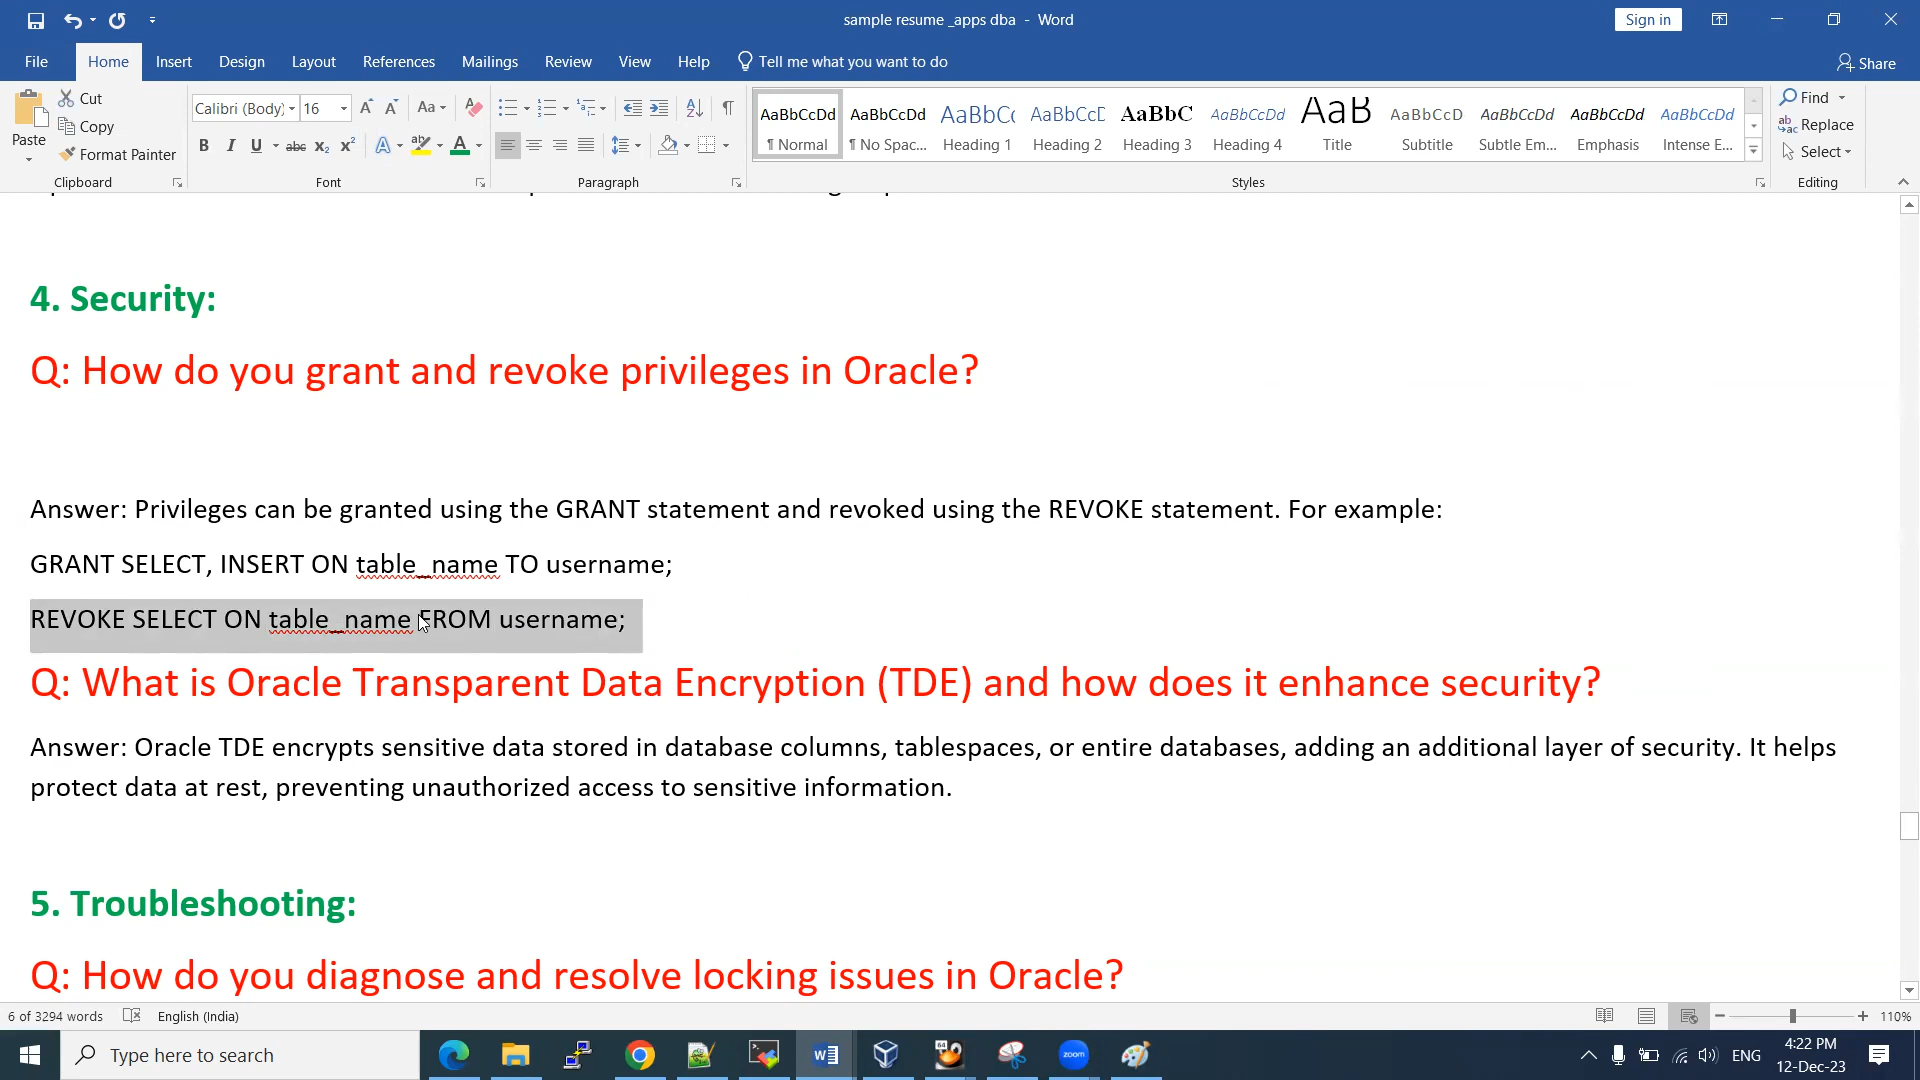 sample resume _apps dba - Word
Sign in
File Home Insert Design Layout References Mailings Review View Help Tell me what you want to do
Share
Paste
Cut
Copy
Format Painter
Clipboard
Calibri (Body) 16
Font
Paragraph
AaBbCcDd AaBbCcDd AaBbCc AaBbCcD AaBbC AaBbCcDd AaB AaBbCcD AaBbCcDd AaBbCcDd AaBbCcDd
¶ Normal ¶ No Spac... Heading 1 Heading 2 Heading 3 Heading 4 Title Subtitle Subtle Em... Emphasis Intense E...
Styles
Find
Replace
Select
Editing
4. Security:
Q: How do you grant and revoke privileges in Oracle?
Answer: Privileges can be granted using the GRANT statement and revoked using the REVOKE statement. For example:
GRANT SELECT, INSERT ON table_name TO username;
REVOKE SELECT ON table_name FROM username;
Q: What is Oracle Transparent Data Encryption (TDE) and how does it enhance security?
Answer: Oracle TDE encrypts sensitive data stored in database columns, tablespaces, or entire databases, adding an additional layer of security. It helps
protect data at rest, preventing unauthorized access to sensitive information.
5. Troubleshooting:
Q: How do you diagnose and resolve locking issues in Oracle?
6 of 3294 words English (India)
110%
Type here to search
zoom
ENG
4:22 PM
12-Dec-23